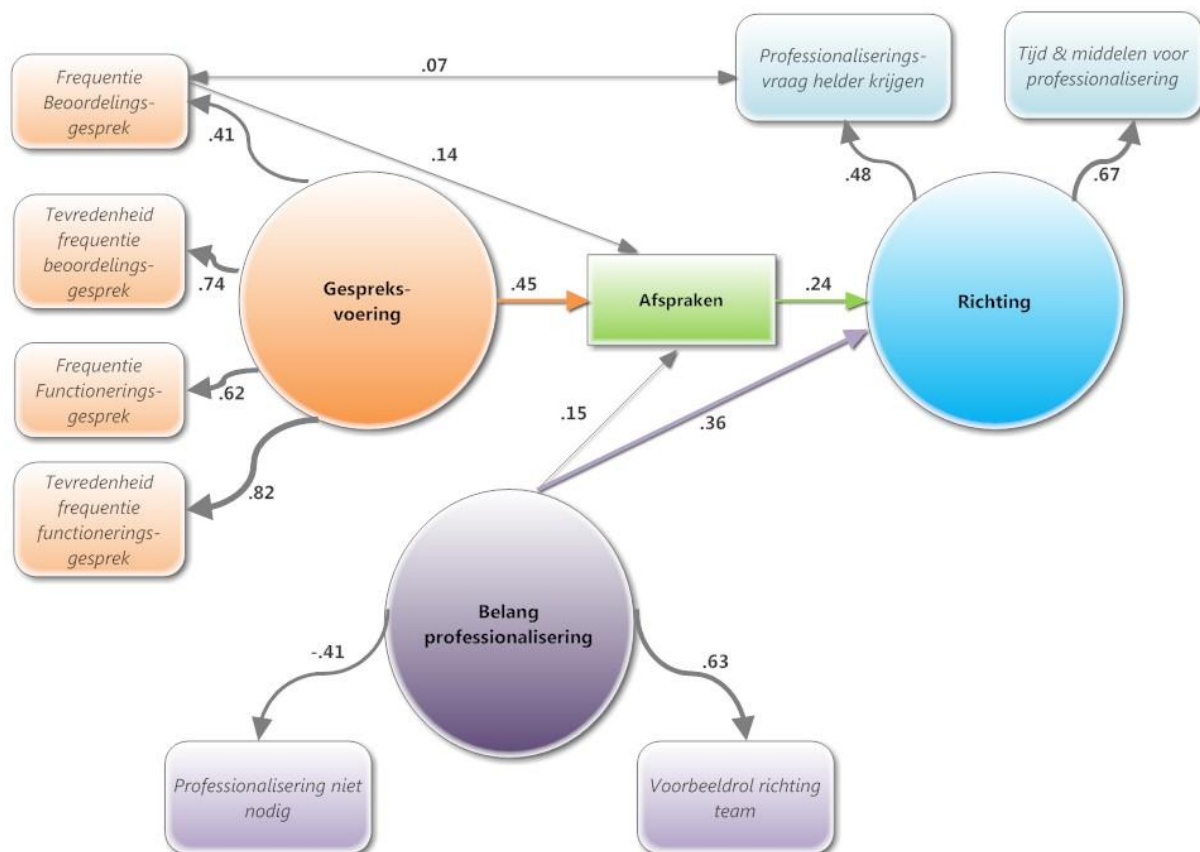 Frequentie
Beoordelings-
gesprek
.07
Professionaliserings-
vraag helder krijgen
Tijd & middelen voor
professionalisering
.41
.14
.48
.67
Tevredenheid
frequentie
beoordelings-
gesprek
.74
Gespreks-
voering
.45
Afspraken
.24
Richting
Frequentie
Functionerings-
gesprek
.62
.15
.36
Tevredenheid
frequentie
functionerings-
gesprek
.82
Belang
professionalisering
-.41
.63
Professionalisering niet
nodig
Voorbeeldrol richting
team